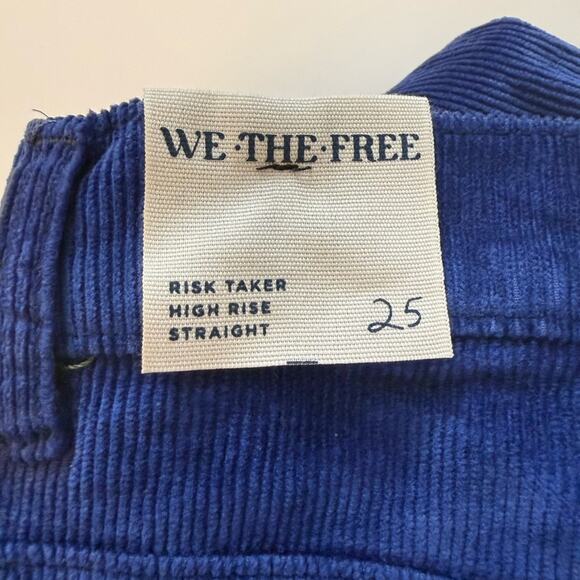 WE·THE·FREE
RISK TAKER
HIGH RISE
STRAIGHT 25